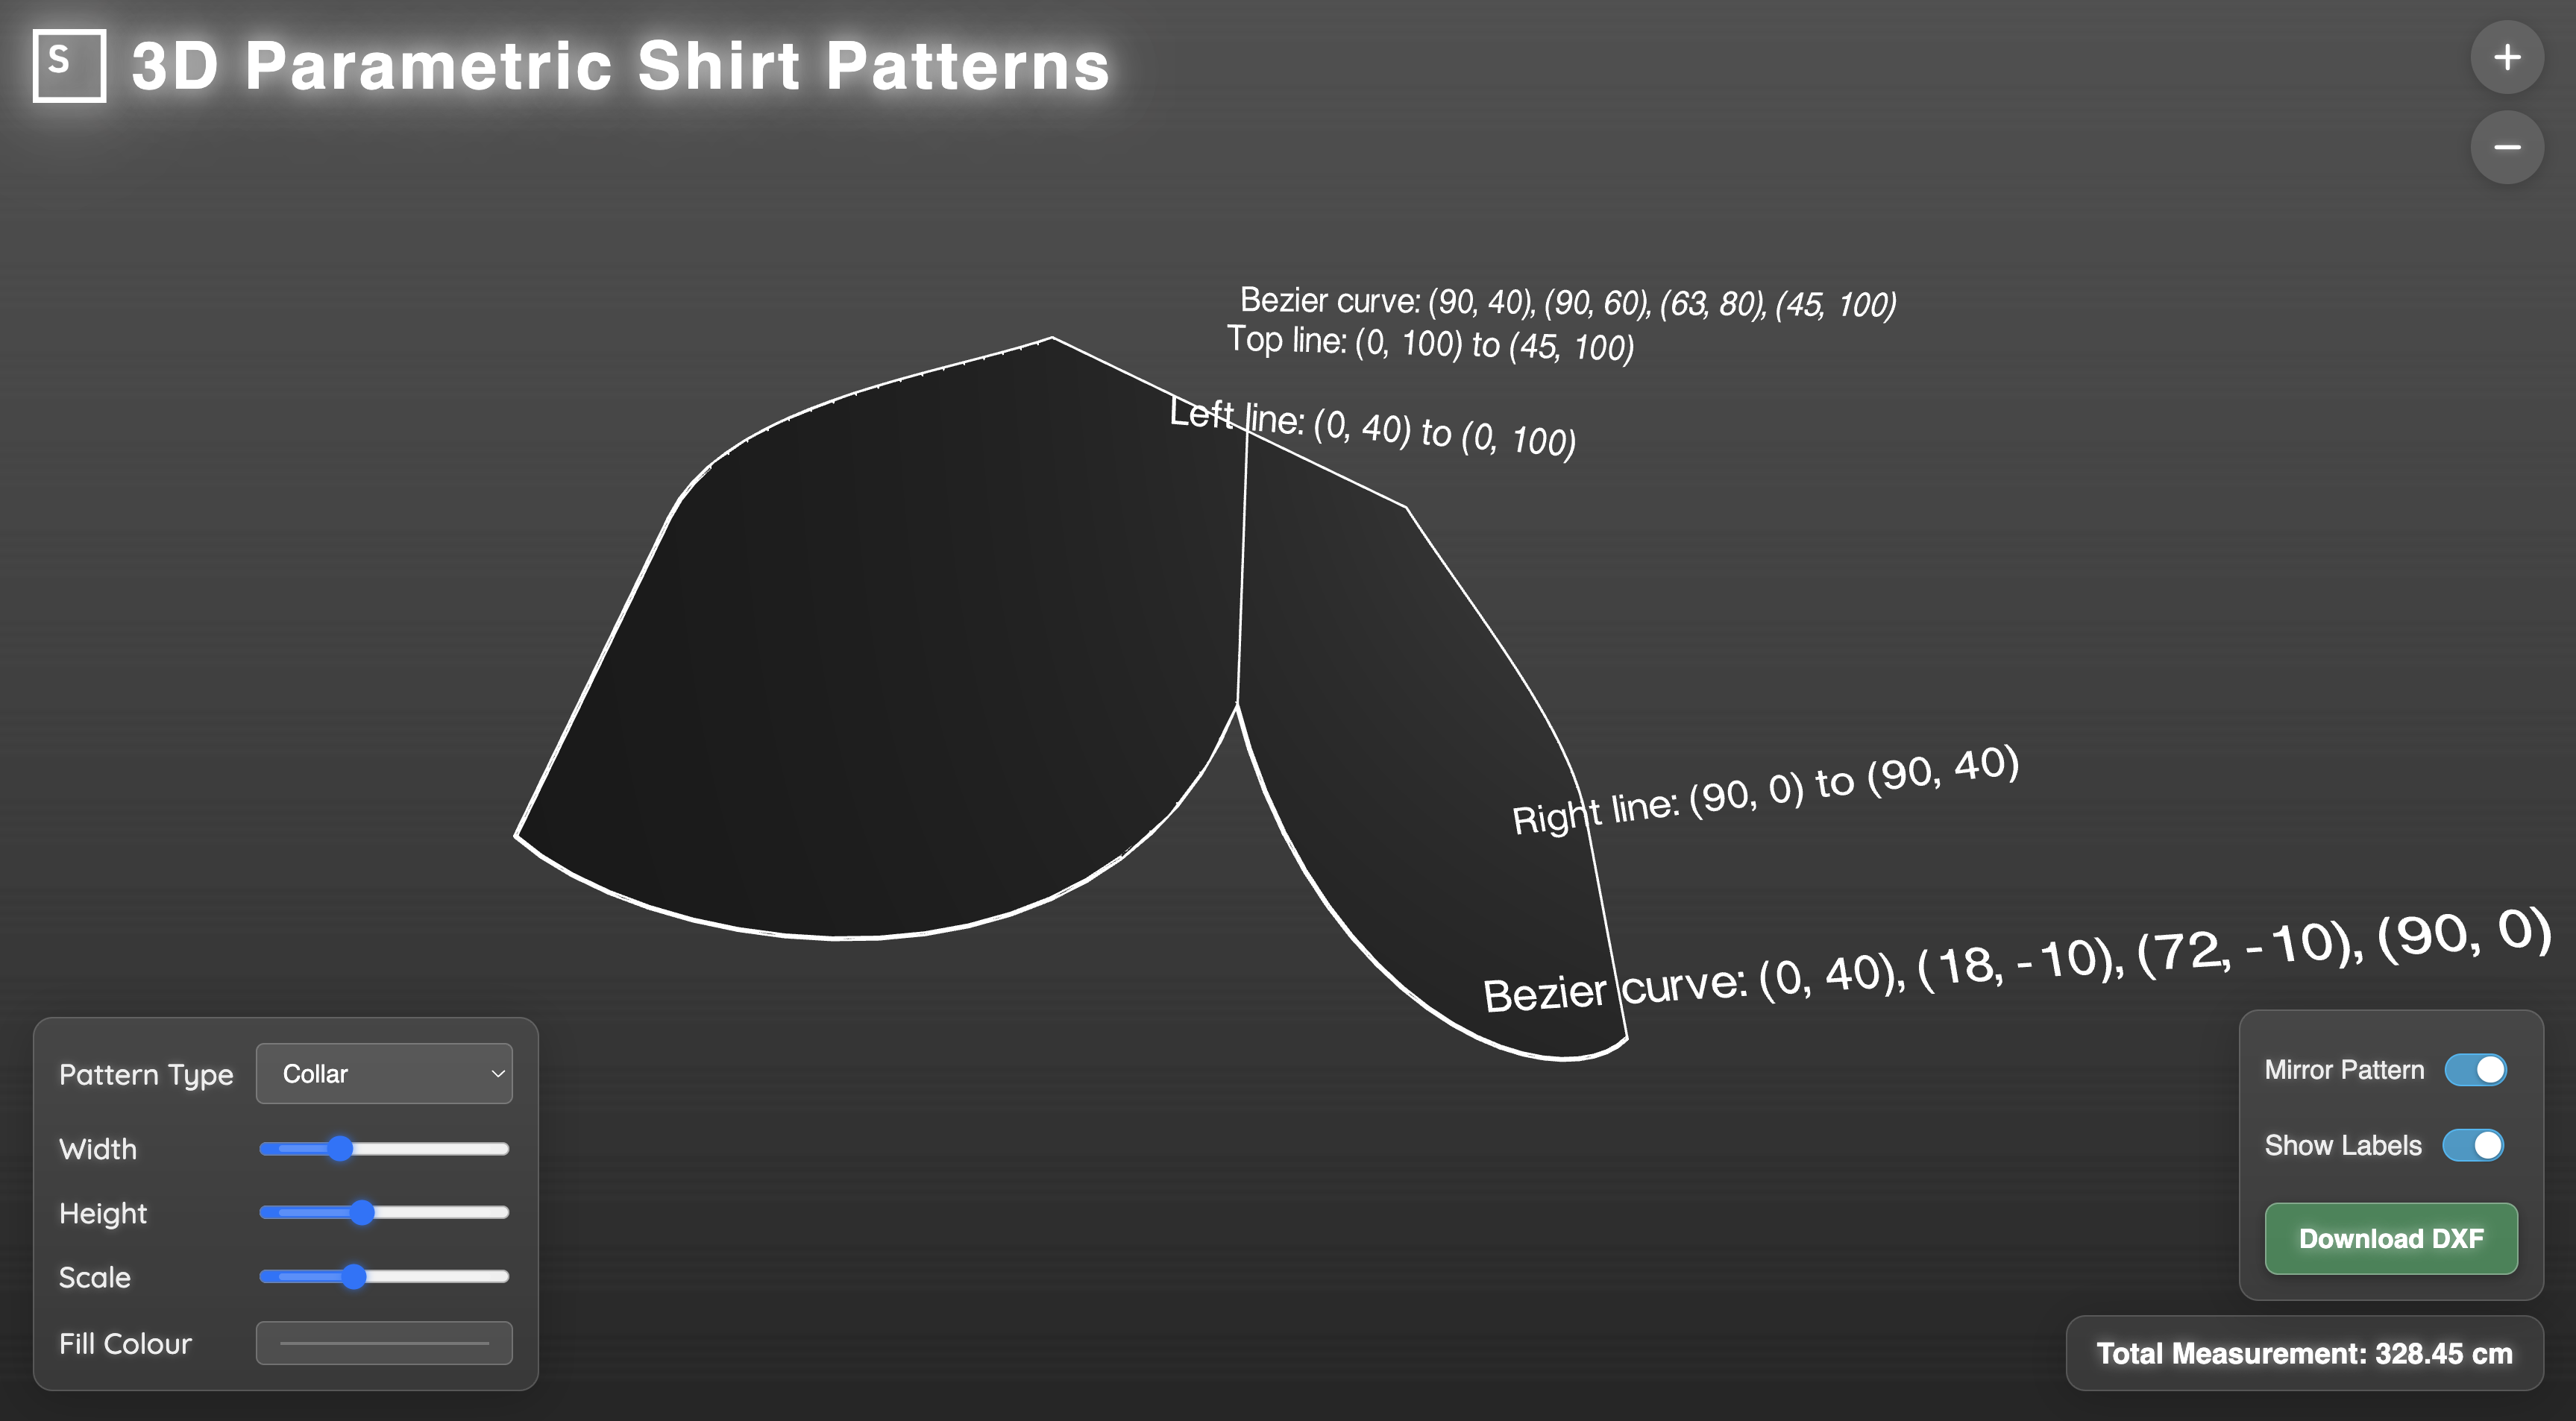 S
3D Parametric Shirt Patterns
+
−
Bezier curve: (90, 40), (90, 60), (63, 80), (45, 100)
Top line: (0, 100) to (45, 100)
Left line: (0, 40) to (0, 100)
Right line: (90, 0) to (90, 40)
Bezier curve: (0, 40), (18, -10), (72, -10), (90, 0)
Pattern Type
Collar
Width
Height
Scale
Fill Colour
Mirror Pattern
Show Labels
Download DXF
Total Measurement: 328.45 cm